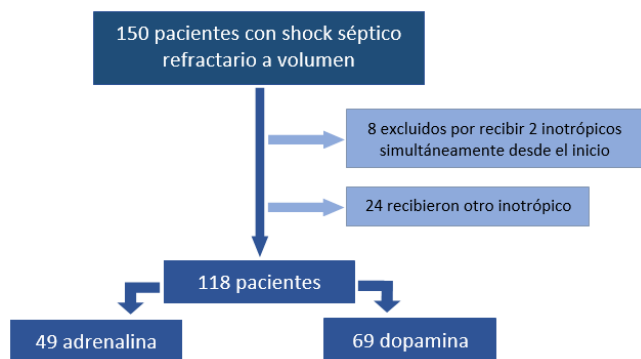 150 pacientes con shock séptico
refractario a volumen
8 excluidos por recibir 2 inotrópicos
simultáneamente desde el inicio
24 recibieron otro inotrópico
118 pacientes
49 adrenalina
69 dopamina